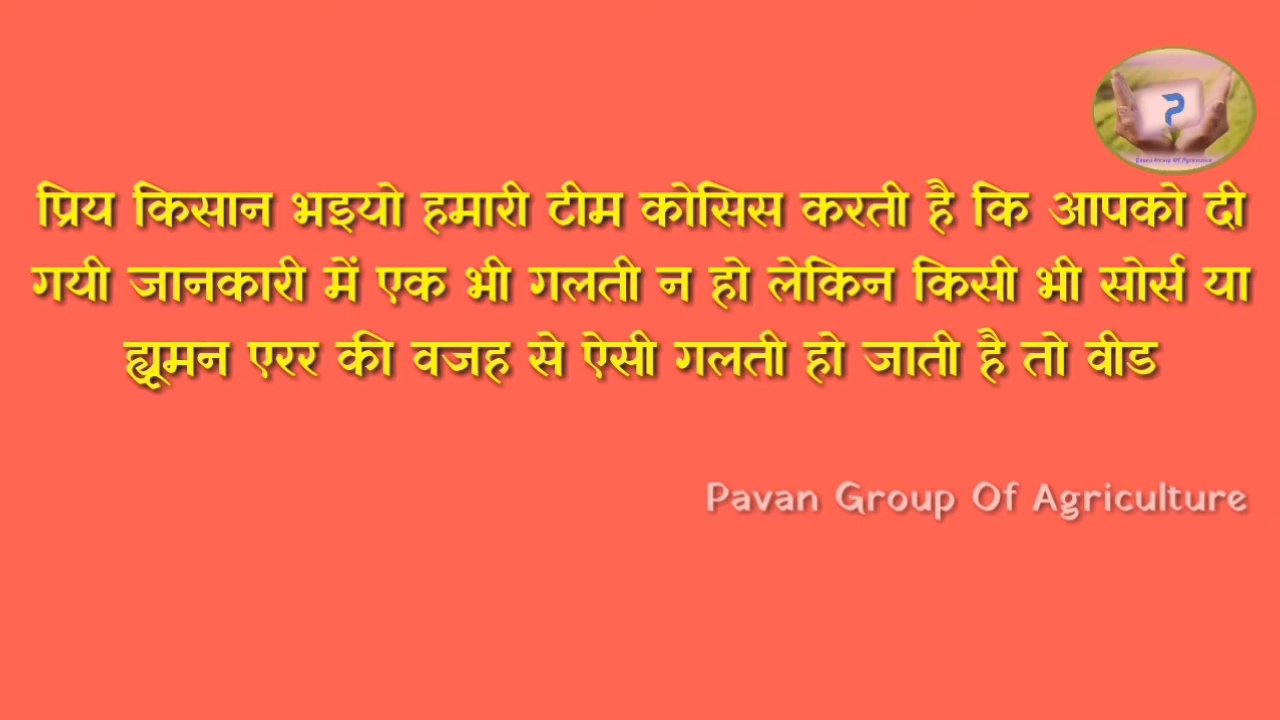 प्रिय किसान भइयो हमारी टीम कोसिस करती है कि आपको दी
गयी जानकारी में एक भी गलती न हो लेकिन किसी भी सोर्स या
ह्यूमन एरर की वजह से ऐसी गलती हो जाती है तो वीड
Pavan Group Of Agriculture